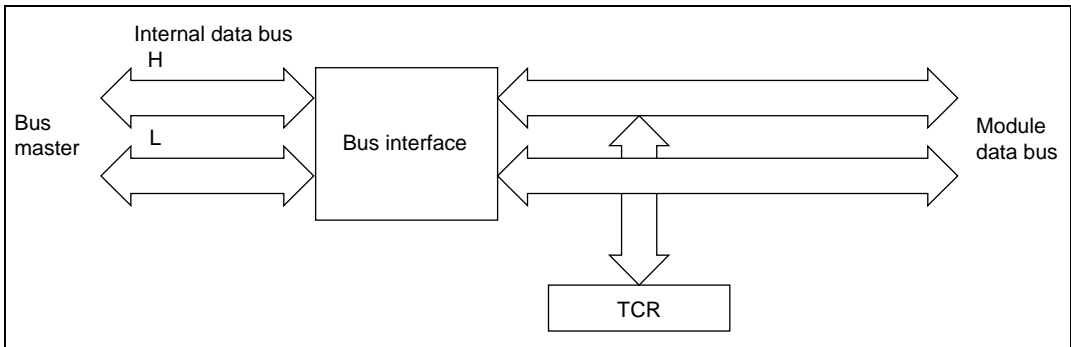 Internal data bus
H
Bus
master
L
Bus interface
Module
data bus
TCR